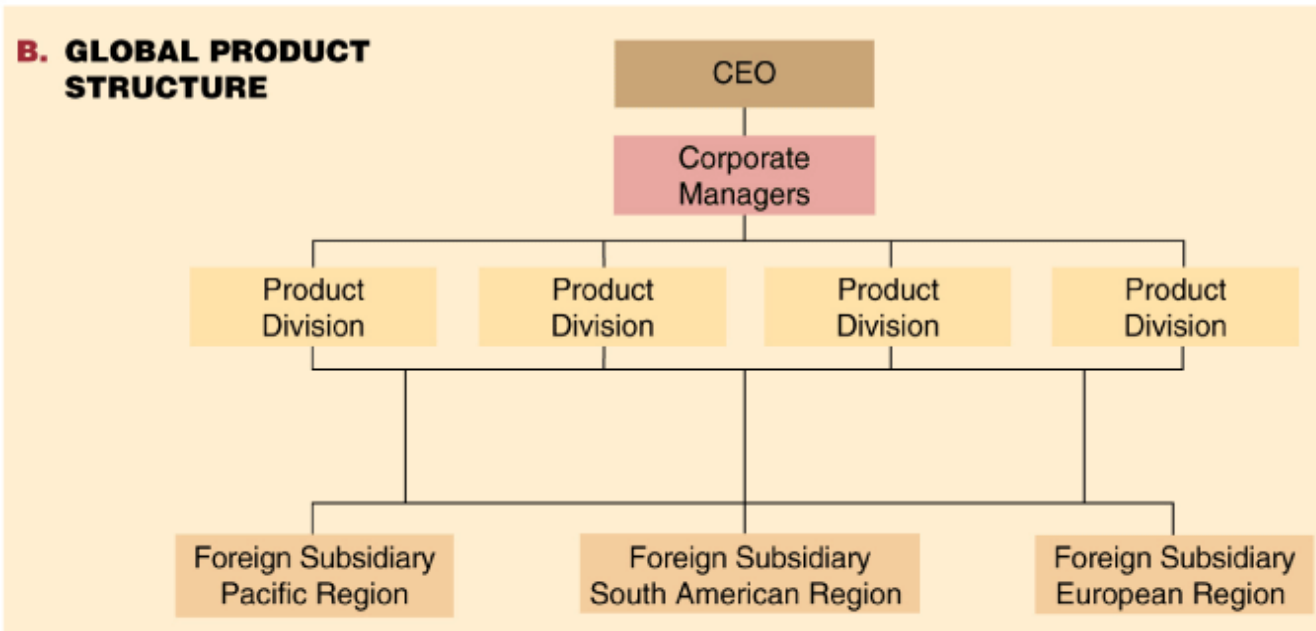 B. GLOBAL PRODUCT
STRUCTURE
CEO
Corporate
Managers
Product
Division
Product
Division
Product
Division
Product
Division
Foreign Subsidiary
Pacific Region
Foreign Subsidiary
South American Region
Foreign Subsidiary
European Region